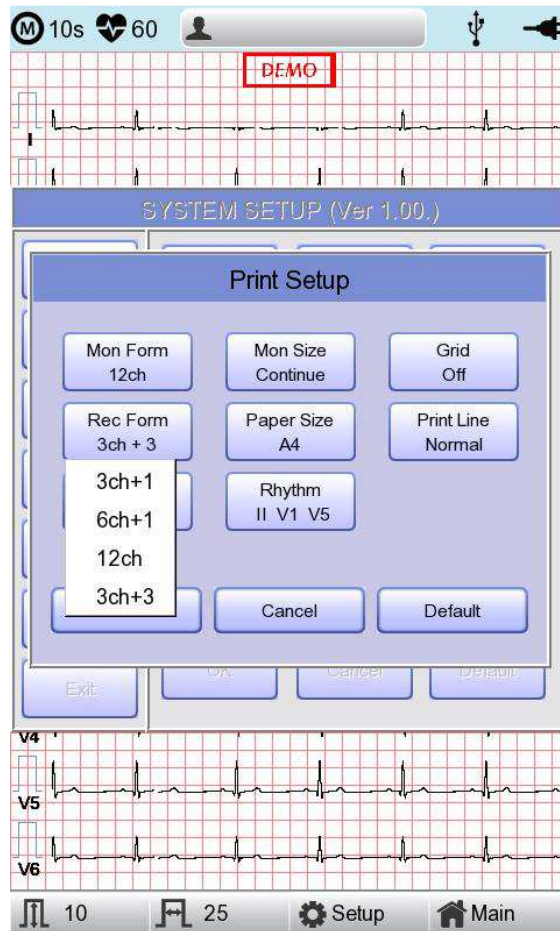 M 10s 60
DEMO
I
SYSTEM SETUP (Ver 1.00.)
Print Setup
Mon Form
12ch
Mon Size
Continue
Grid
Off
Rec Form
3ch + 3
Paper Size
A4
Print Line
Normal
3ch+1
6ch+1
12ch
3ch+3
Rhythm
II V1 V5
Cancel
Default
Exit
OK
Cancel
Default
V4
V5
V6
10
25
Setup
Main